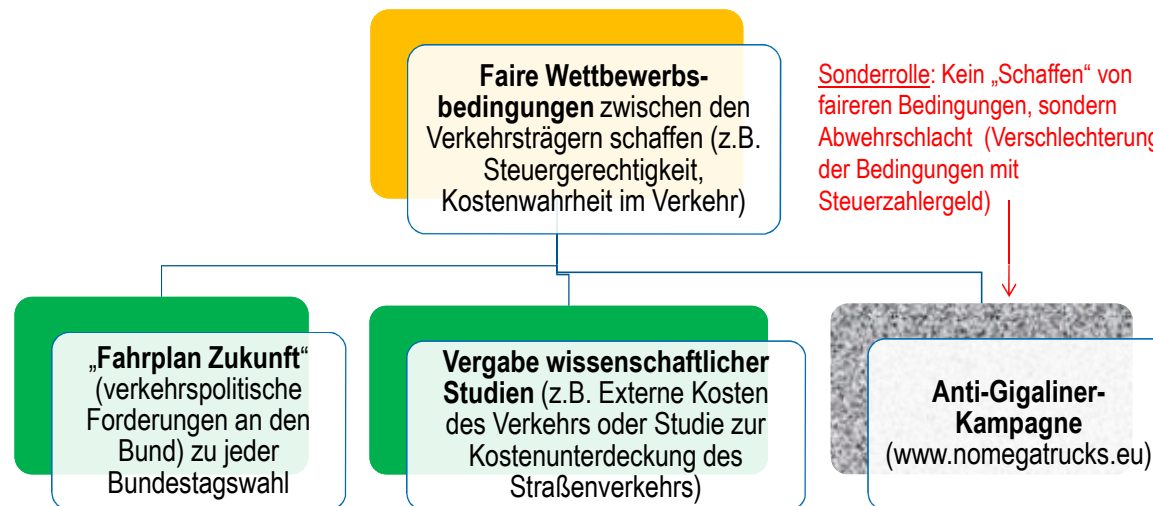 Faire Wettbewerbs-
bedingungen zwischen den
Verkehrsträgern schaffen (z.B.
Steuergerechtigkeit,
Kostenwahrheit im Verkehr)
Sonderrolle: Kein „Schaffen“ von
faireren Bedingungen, sondern
Abwehrschlacht (Verschlechterung
der Bedingungen mit
Steuerzahlergeld)
„Fahrplan Zukunft“
(verkehrspolitische
Forderungen an den
Bund) zu jeder
Bundestagswahl
Vergabe wissenschaftlicher
Studien (z.B. Externe Kosten
des Verkehrs oder Studie zur
Kostenunterdeckung des
Straßenverkehrs)
Anti-Gigaliner-
Kampagne
(www.nomegatrucks.eu)